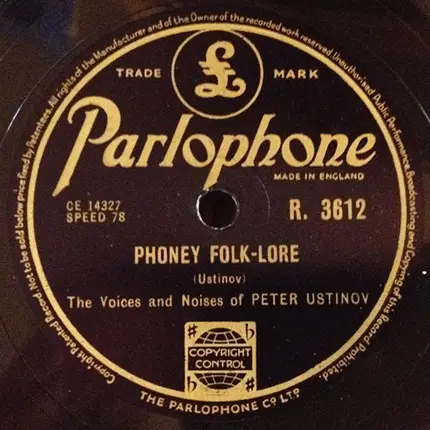 All rights of the Manufacturer and of the Owner of the recorded work reserved. Unauthorised Public Performance, Broadcasting and Copying of this Record Prohibited.
TRADE MARK
£
Parlophone
MADE IN ENGLAND
CE 14327
SPEED 78
R. 3612
PHONEY FOLK-LORE
(Ustinov)
The Voices and Noises of PETER USTINOV
♯ ♭
COPYRIGHT
CONTROL
♭ ♯
Copyright Patented Record. Not to be sold below price fixed by Patentees.
THE PARLOPHONE Cº LTD